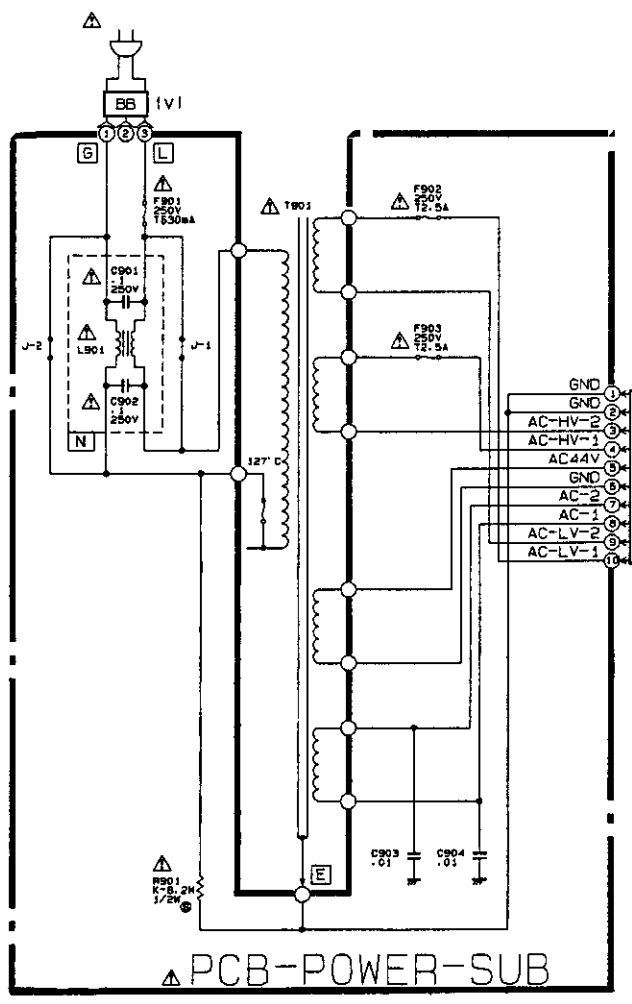 BB (V)
1 2 3
G L
F901
250V
T630mA
T901
F902
250V
T2.5A
C901
.1
250V
F903
250V
T2.5A
J-2
L901
J-1
C902
.1
250V
N
127°C
GND 1
GND 2
AC-HV-2 3
AC-HV-1 4
AC44V 5
GND 6
AC-2 7
AC-1 8
AC-LV-2 9
AC-LV-1 10
C903
.01
C904
.01
R901
K-8.2M
1/2W S
E
PCB-POWER-SUB